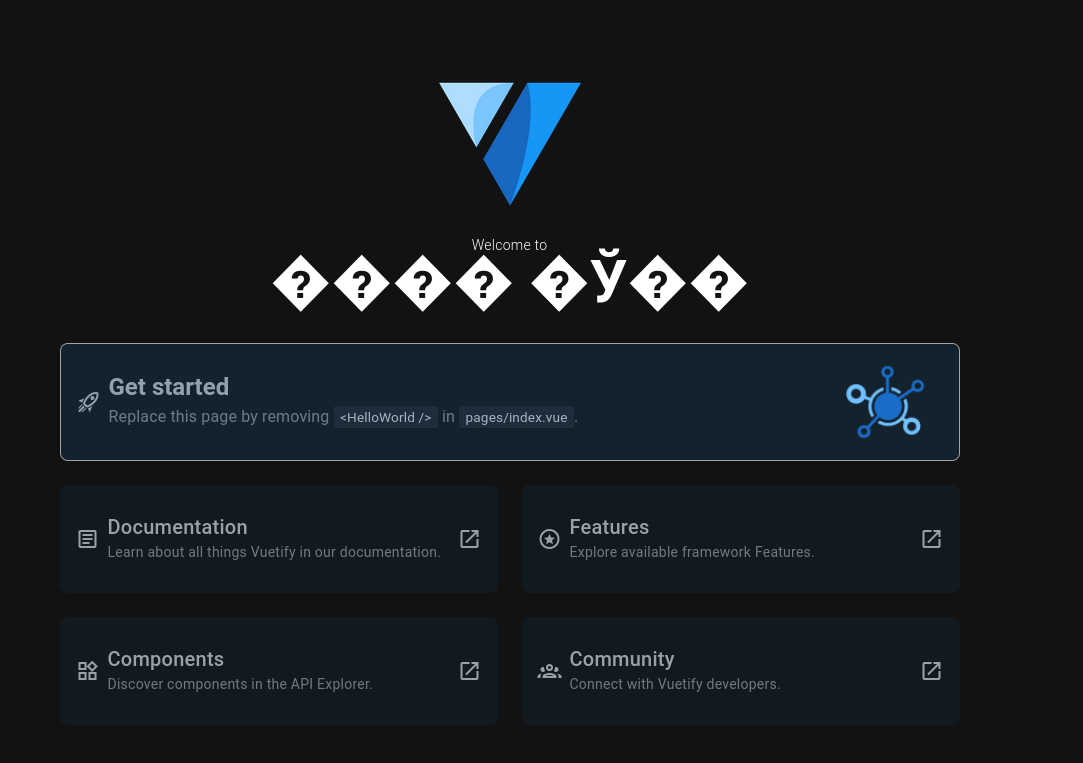 Welcome to
���� �ў��
Get started
Replace this page by removing <HelloWorld /> in pages/index.vue.
Documentation
Learn about all things Vuetify in our documentation.
Features
Explore available framework Features.
Components
Discover components in the API Explorer.
Community
Connect with Vuetify developers.